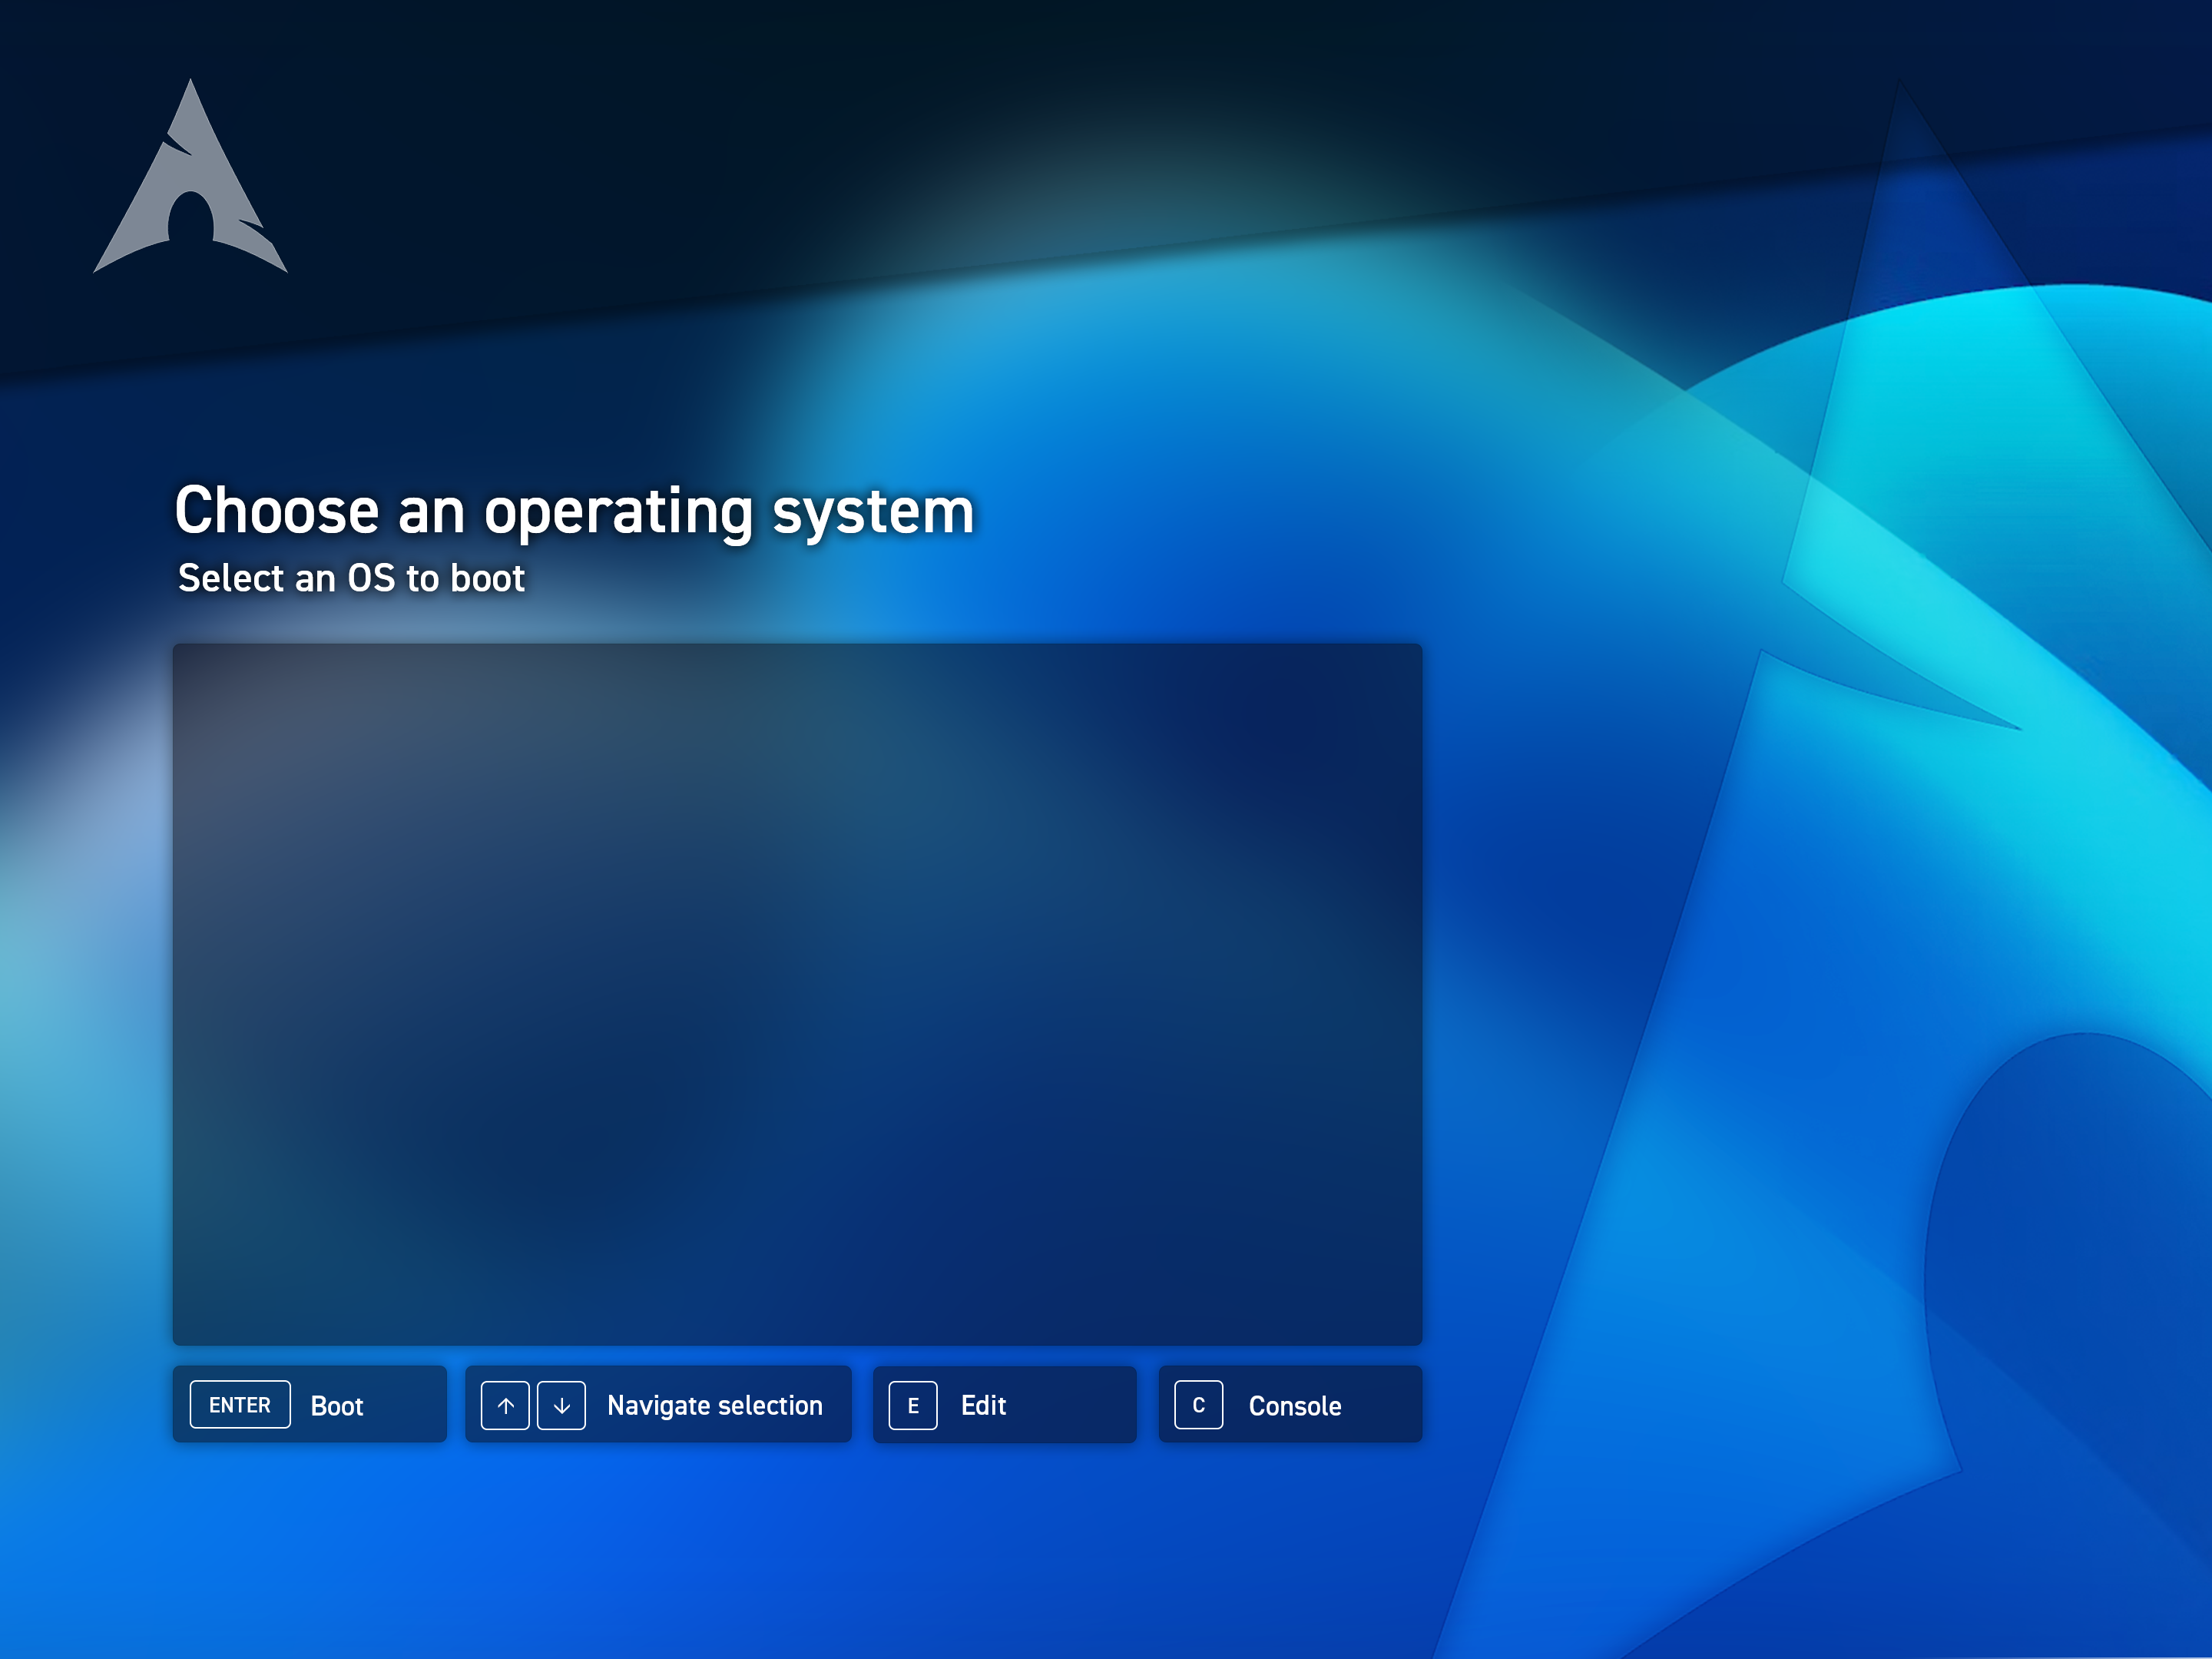 Choose an operating system
Select an OS to boot
ENTER Boot
↑ ↓ Navigate selection
E Edit
C Console